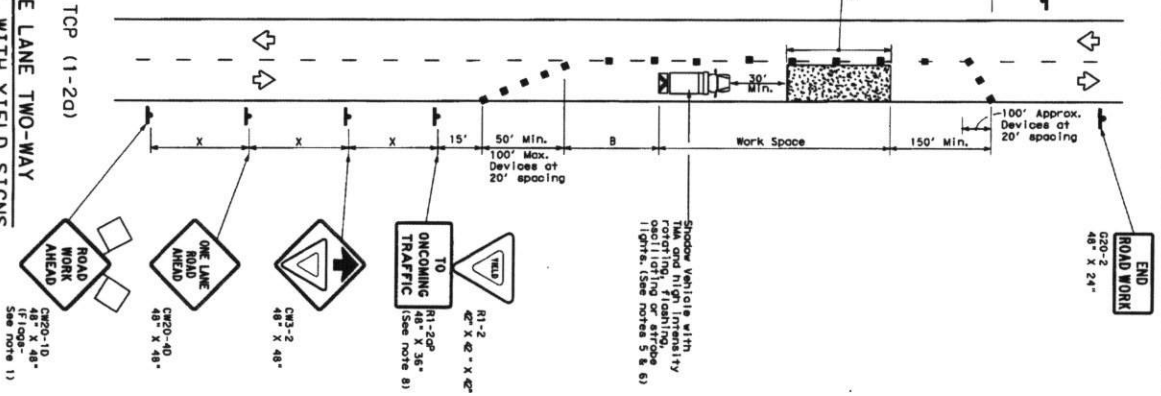 TCP (1-2a)
E LANE TWO-WAY
WITH YIELD SIGNS
30'
Min.
100' Approx.
Devices at
20' spacing
X
X
X
15'
50' Min.
100' Max.
Devices at
20' spacing
B
Work Space
150' Min.
END
ROAD WORK
G20-2
48" X 24"
Shadow Vehicle with
TMA and high intensity
rotating, flashing,
oscillating or strobe
lights. (See notes 5 & 6)
YIELD
R1-2
42" X 42" X 42"
TO
ONCOMING
TRAFFIC
R1-2aP
48" X 36"
(See note 8)
CW3-2
48" X 48"
ONE LANE
ROAD
AHEAD
CW20-4D
48" X 48"
ROAD
WORK
AHEAD
CW20-1D
48" X 48"
(Flags-
See note 1)